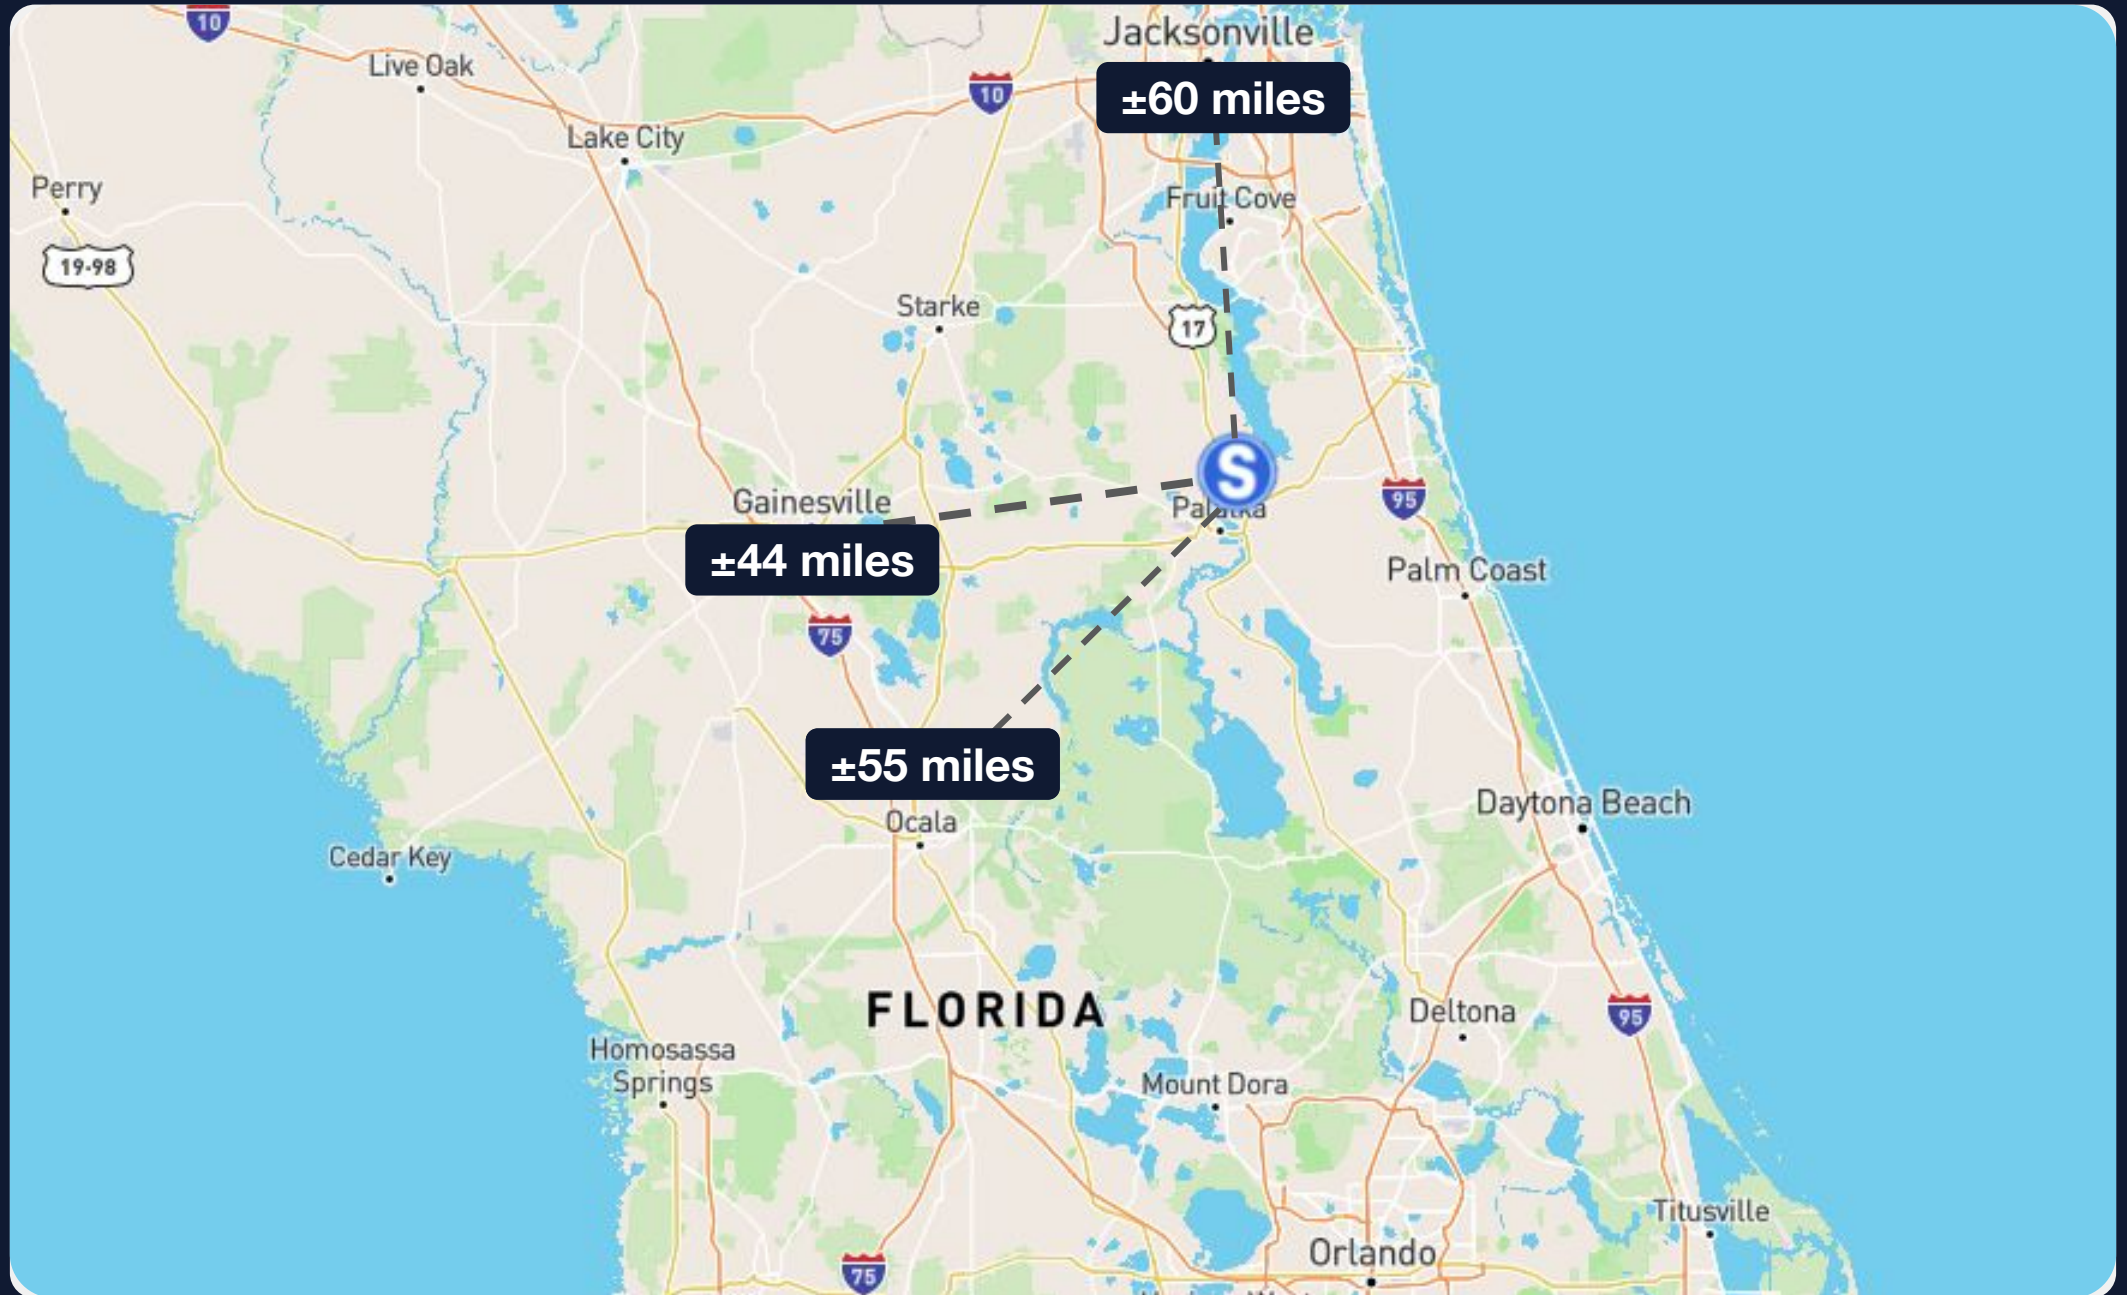 10
Jacksonville
Live Oak
±60 miles
10
Lake City
Perry
Fruit Cove
19-98
Starke
17
S
Gainesville
95
Palatka
±44 miles
Palm Coast
75
±55 miles
Daytona Beach
Ocala
Cedar Key
FLORIDA
Deltona
95
Homosassa
Springs
Mount Dora
Titusville
Orlando
75